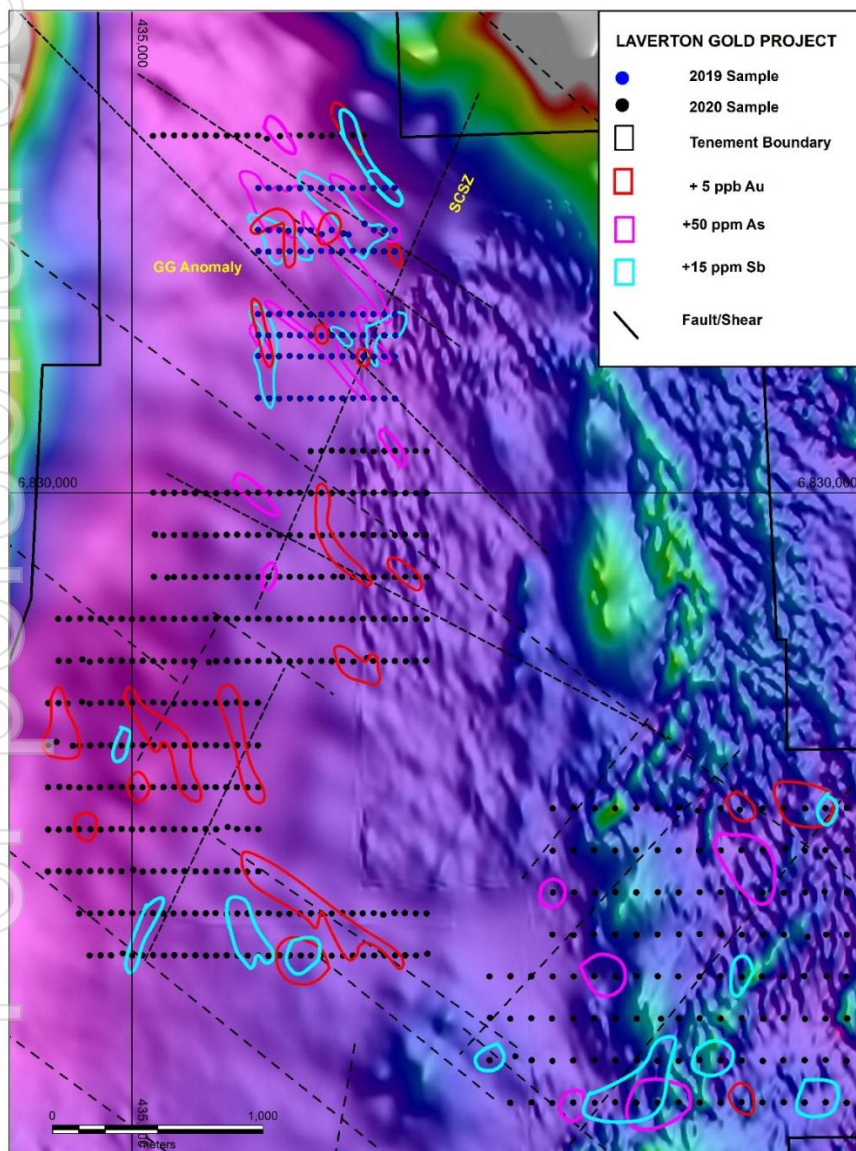 435,000
LAVERTON GOLD PROJECT
2019 Sample
2020 Sample
Tenement Boundary
+ 5 ppb Au
+50 ppm As
+15 ppm Sb
Fault/Shear
SCSZ
GG Anomaly
6,830,000
6,830,000
0
1,000
meters